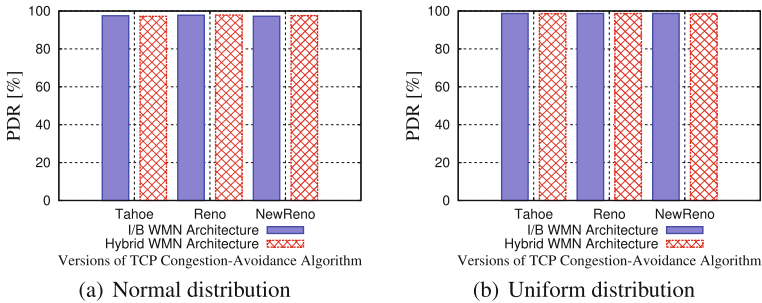 100
80
60
40
20
0
PDR [%]
Tahoe Reno NewReno
I/B WMN Architecture
Hybrid WMN Architecture
Versions of TCP Congestion-Avoidance Algorithm
(a) Normal distribution
100
80
60
40
20
0
PDR [%]
Tahoe Reno NewReno
I/B WMN Architecture
Hybrid WMN Architecture
Versions of TCP Congestion-Avoidance Algorithm
(b) Uniform distribution